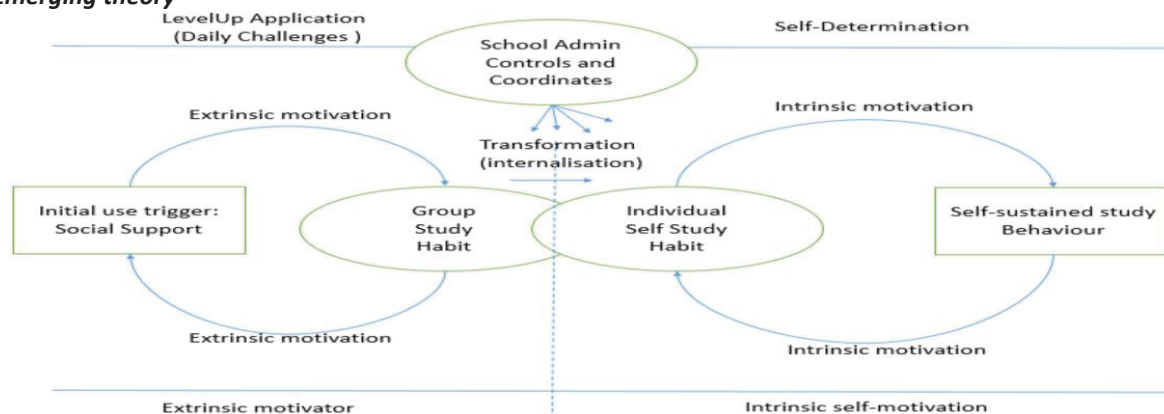 Emerging theory
LevelUp Application
(Daily Challenges )
Self-Determination
School Admin
Controls and
Coordinates
Extrinsic motivation
Intrinsic motivation
Transformation
(internalisation)
Initial use trigger:
Social Support
Group
Study
Habit
Individual
Self Study
Habit
Self-sustained study
Behaviour
Extrinsic motivation
Intrinsic motivation
Extrinsic motivator
Intrinsic self-motivation